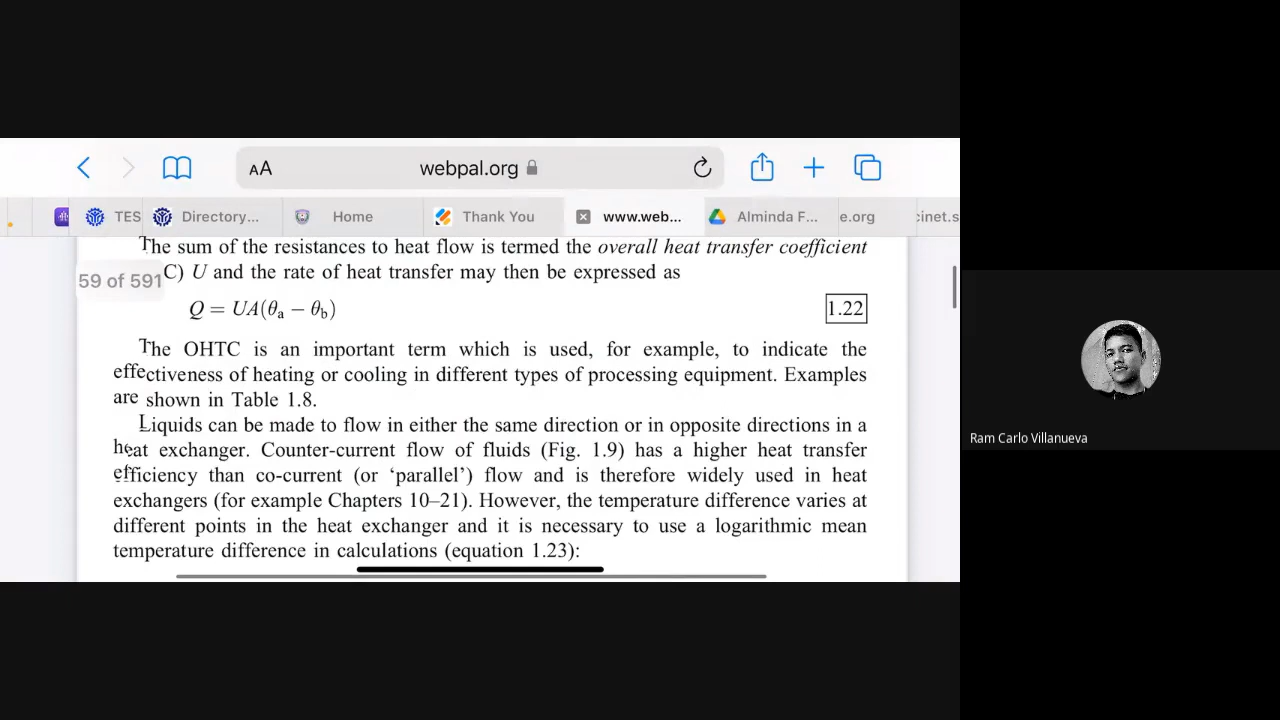 AA webpal.org
TES Directory... Home Thank You www.web... Alminda F... e.org cinet.s
The sum of the resistances to heat flow is termed the overall heat transfer coefficient
59 of 591 C) U and the rate of heat transfer may then be expressed as
Q = UA(θa − θb) 1.22
The OHTC is an important term which is used, for example, to indicate the
effectiveness of heating or cooling in different types of processing equipment. Examples
are shown in Table 1.8.
Liquids can be made to flow in either the same direction or in opposite directions in a
heat exchanger. Counter-current flow of fluids (Fig. 1.9) has a higher heat transfer
efficiency than co-current (or ‘parallel’) flow and is therefore widely used in heat
exchangers (for example Chapters 10–21). However, the temperature difference varies at
different points in the heat exchanger and it is necessary to use a logarithmic mean
temperature difference in calculations (equation 1.23):
Ram Carlo Villanueva